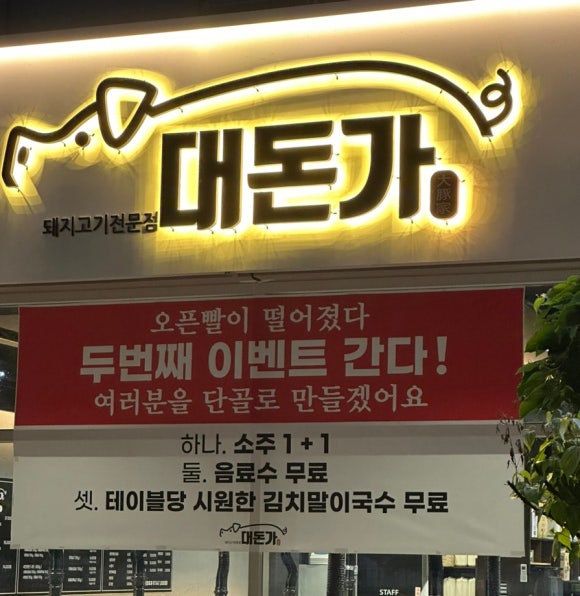 돼지고기전문점 대돈가 大豚家
오픈빨이 떨어졌다
두번째 이벤트 간다!
여러분을 단골로 만들겠어요
하나. 소주 1+1
둘. 음료수 무료
셋. 테이블당 시원한 김치말이국수 무료
대돈가
STAFF